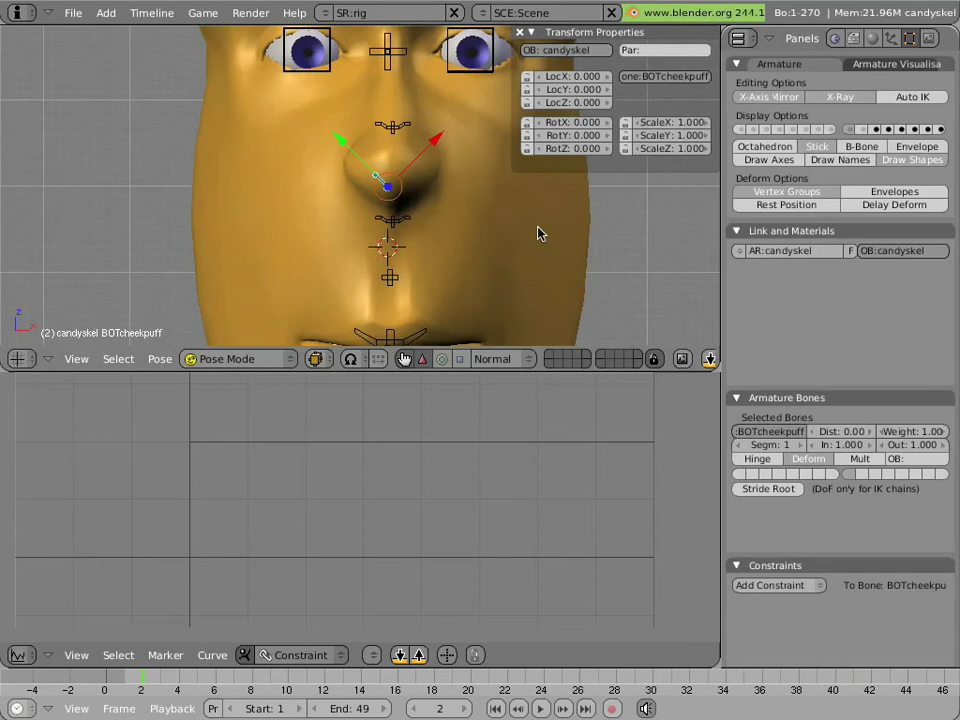 File Add Timeline Game Render Help SR:rig SCE:Scene www.blender.org 244.1 Bo:1-270 Mem:21.96M candyskel
Transform Properties
OB: candyskel Par:
LocX: 0.000 one:BOTcheekpuff
LocY: 0.000
LocZ: 0.000
RotX: 0.000 ScaleX: 1.000
RotY: 0.000 ScaleY: 1.000
RotZ: 0.000 ScaleZ: 1.000
z
x
(2) candyskel BOTcheekpuff
View Select Pose Pose Mode Normal
Panels
Armature Armature Visualisa
Editing Options
X-Axis Mirror X-Ray Auto IK
Display Options
Octahedron Stick B-Bone Envelope
Draw Axes Draw Names Draw Shapes
Deform Options
Vertex Groups Envelopes
Rest Position Delay Deform
Link and Materials
AR:candyskel F OB:candyskel
Armature Bones
Selected Bones
:BOTcheekpuff Dist: 0.00 Weight: 1.00
Segm: 1 In: 1.000 Out: 1.000
Hinge Deform Mult OB:
Stride Root (DoF only for IK chains)
Constraints
Add Constraint To Bone: BOTcheekpu
View Select Marker Curve Constraint
-4 -2 0 2 4 6 8 10 12 14 16 18 20 22 24 26 28 30 32 34 36 38 40 42 44 46
View Frame Playback Pr Start: 1 End: 49 2